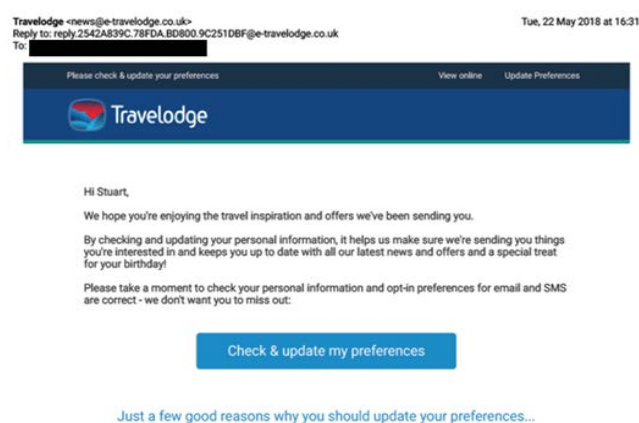 Travelodge <news@e-travelodge.co.uk>
Tue, 22 May 2018 at 16:31
Reply to: reply.2542A839C.78FDA.BD800.9C251DBF@e-travelodge.co.uk
To:
Please check & update your preferences
View online
Update Preferences
Travelodge
Hi Stuart,
We hope you're enjoying the travel inspiration and offers we've been sending you.
By checking and updating your personal information, it helps us make sure we're sending you things
you're interested in and keeps you up to date with all our latest news and offers and a special treat
for your birthday!
Please take a moment to check your personal information and opt-in preferences for email and SMS
are correct - we don't want you to miss out:
Check & update my preferences
Just a few good reasons why you should update your preferences...